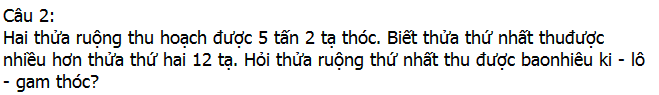 Câu 2:
Hai thửa ruộng thu hoạch được 5 tấn 2 tạ thóc. Biết thửa thứ nhất thuđược
nhiều hơn thửa thứ hai 12 tạ. Hỏi thửa ruộng thứ nhất thu được baonhiêu ki - lô
- gam thóc?